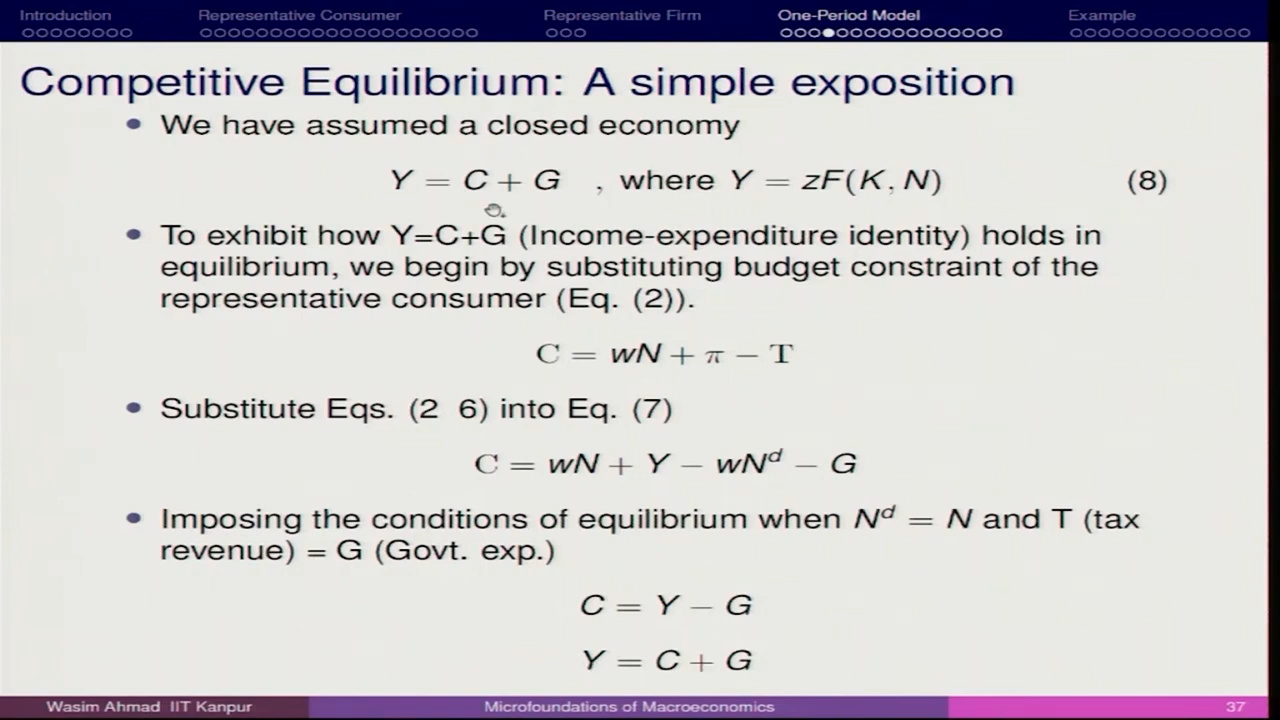 Introduction Representative Consumer Representative Firm One-Period Model Example
Competitive Equilibrium: A simple exposition
We have assumed a closed economy
Y = C + G , where Y = zF(K, N) (8)
To exhibit how Y=C+G (Income-expenditure identity) holds in
equilibrium, we begin by substituting budget constraint of the
representative consumer (Eq. (2)).
C = wN + π − T
Substitute Eqs. (2 6) into Eq. (7)
C = wN + Y − wNᵈ − G
Imposing the conditions of equilibrium when Nᵈ = N and T (tax
revenue) = G (Govt. exp.)
C = Y − G
Y = C + G
Wasim Ahmad IIT Kanpur Microfoundations of Macroeconomics 37